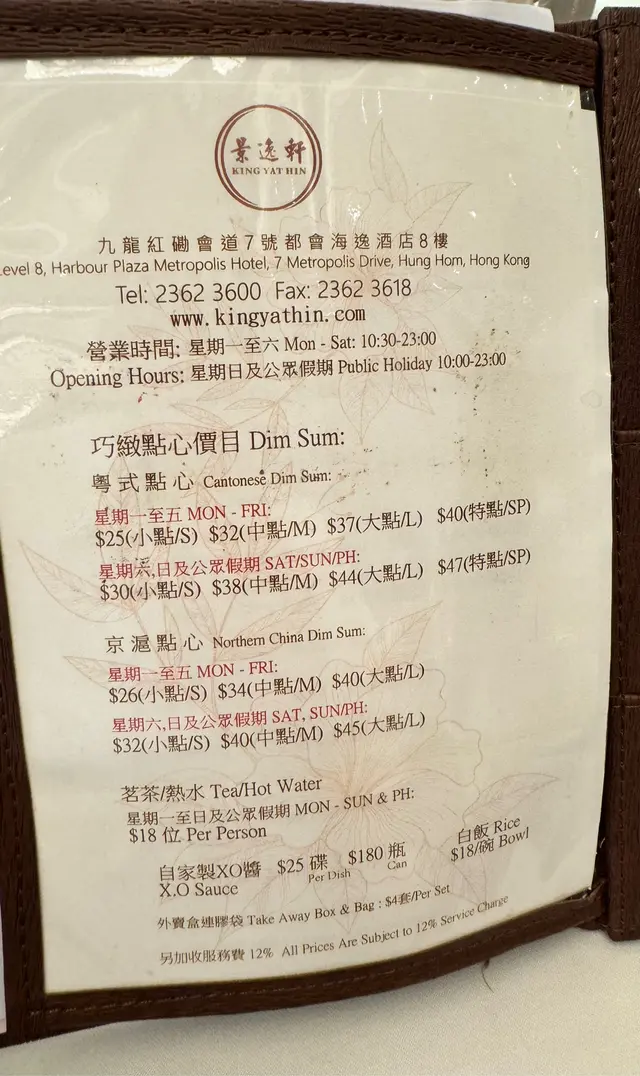 景逸軒
KING YAT HIN
九龍紅磡會道7號都會海逸酒店8樓
Level 8, Harbour Plaza Metropolis Hotel, 7 Metropolis Drive, Hung Hom, Hong Kong
Tel: 2362 3600 Fax: 2362 3618
www.kingyathin.com
營業時間: 星期一至六 Mon - Sat: 10:30-23:00
Opening Hours: 星期日及公眾假期 Public Holiday 10:00-23:00
巧緻點心價目 Dim Sum:
粵式點心 Cantonese Dim Sum:
星期一至五 MON - FRI:
$25(小點/S) $32(中點/M) $37(大點/L) $40(特點/SP)
星期六,日及公眾假期 SAT/SUN/PH:
$30(小點/S) $38(中點/M) $44(大點/L) $47(特點/SP)
京滬點心 Northern China Dim Sum:
星期一至五 MON - FRI:
$26(小點/S) $34(中點/M) $40(大點/L)
星期六,日及公眾假期 SAT, SUN/PH:
$32(小點/S) $40(中點/M) $45(大點/L)
茗茶/熱水 Tea/Hot Water
星期一至日及公眾假期 MON - SUN & PH:
$18 位 Per Person
自家製XO醬 $25 碟 $180 瓶 白飯 Rice
X.O Sauce Per Dish Can $18/碗 Bowl
外賣盒連膠袋 Take Away Box & Bag : $4套/Per Set
另加收服務費 12% All Prices Are Subject to 12% Service Charge